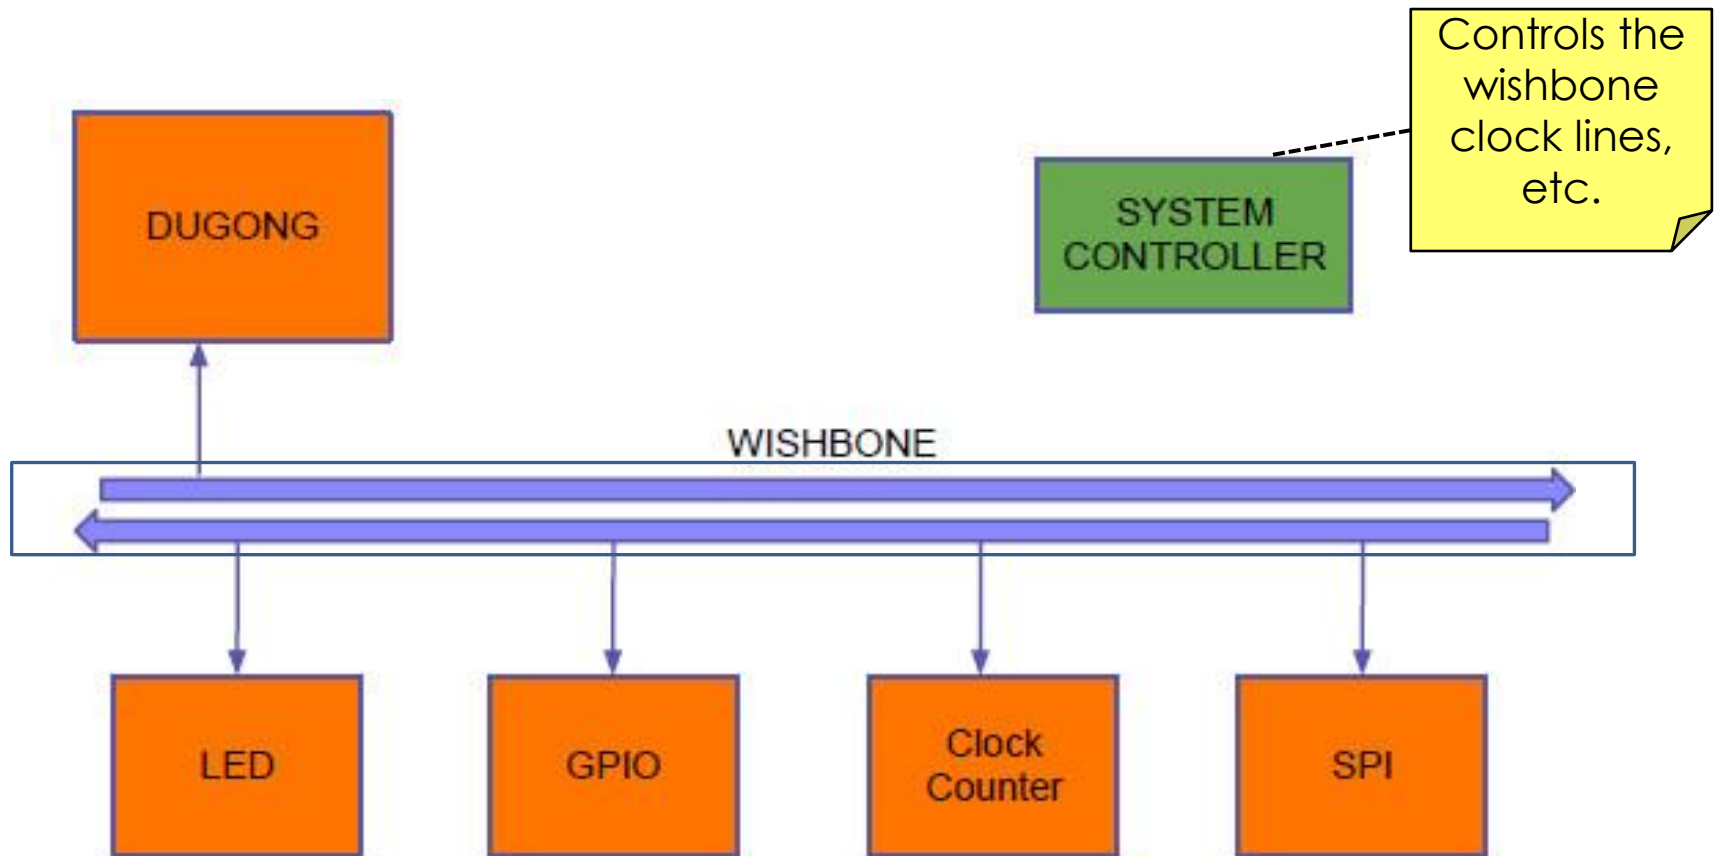 Controls the
wishbone
clock lines,
etc.
DUGONG
SYSTEM
CONTROLLER
WISHBONE
LED
GPIO
Clock
Counter
SPI